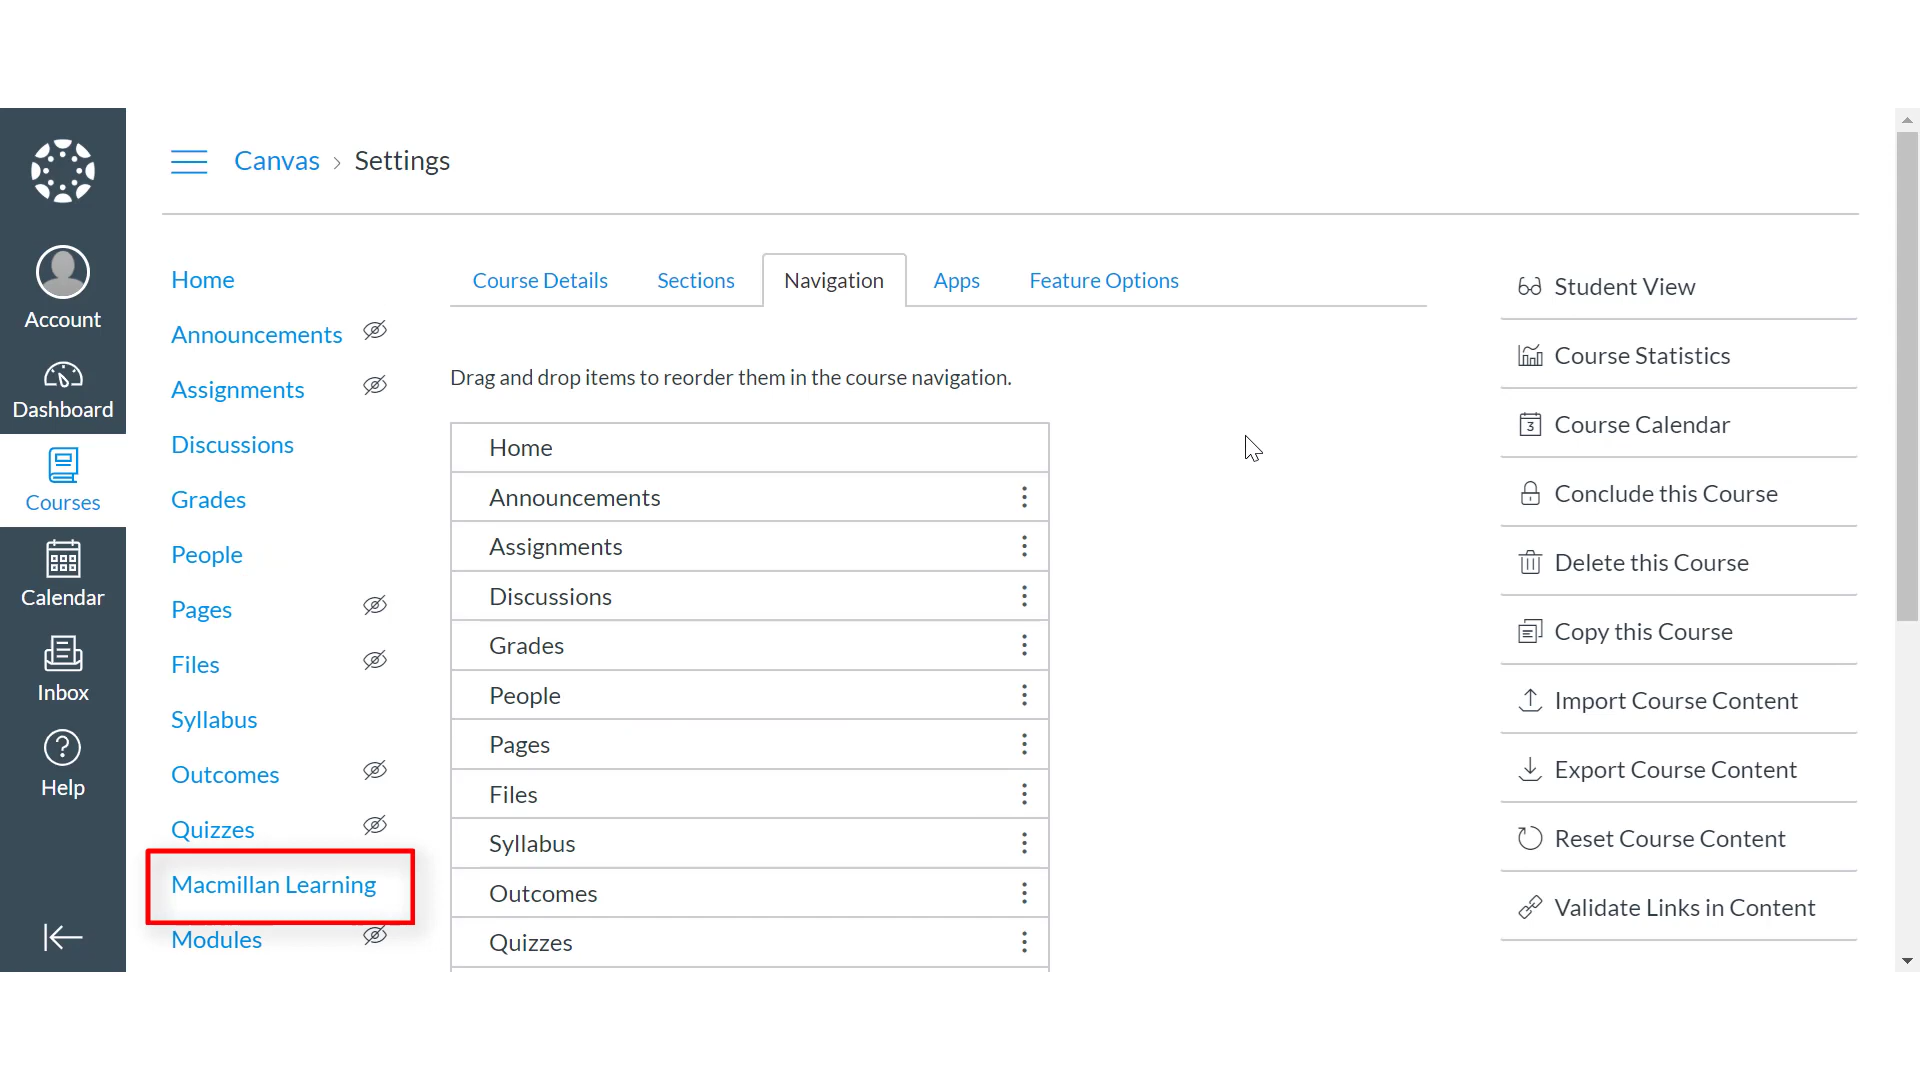 Canvas > Settings
Account
Dashboard
Courses
Calendar
Inbox
Help
Home
Announcements
Assignments
Discussions
Grades
People
Pages
Files
Syllabus
Outcomes
Quizzes
Macmillan Learning
Modules
Course Details Sections Navigation Apps Feature Options
Drag and drop items to reorder them in the course navigation.
Home
Announcements
Assignments
Discussions
Grades
People
Pages
Files
Syllabus
Outcomes
Quizzes
Student View
Course Statistics
3 Course Calendar
Conclude this Course
Delete this Course
Copy this Course
Import Course Content
Export Course Content
Reset Course Content
Validate Links in Content